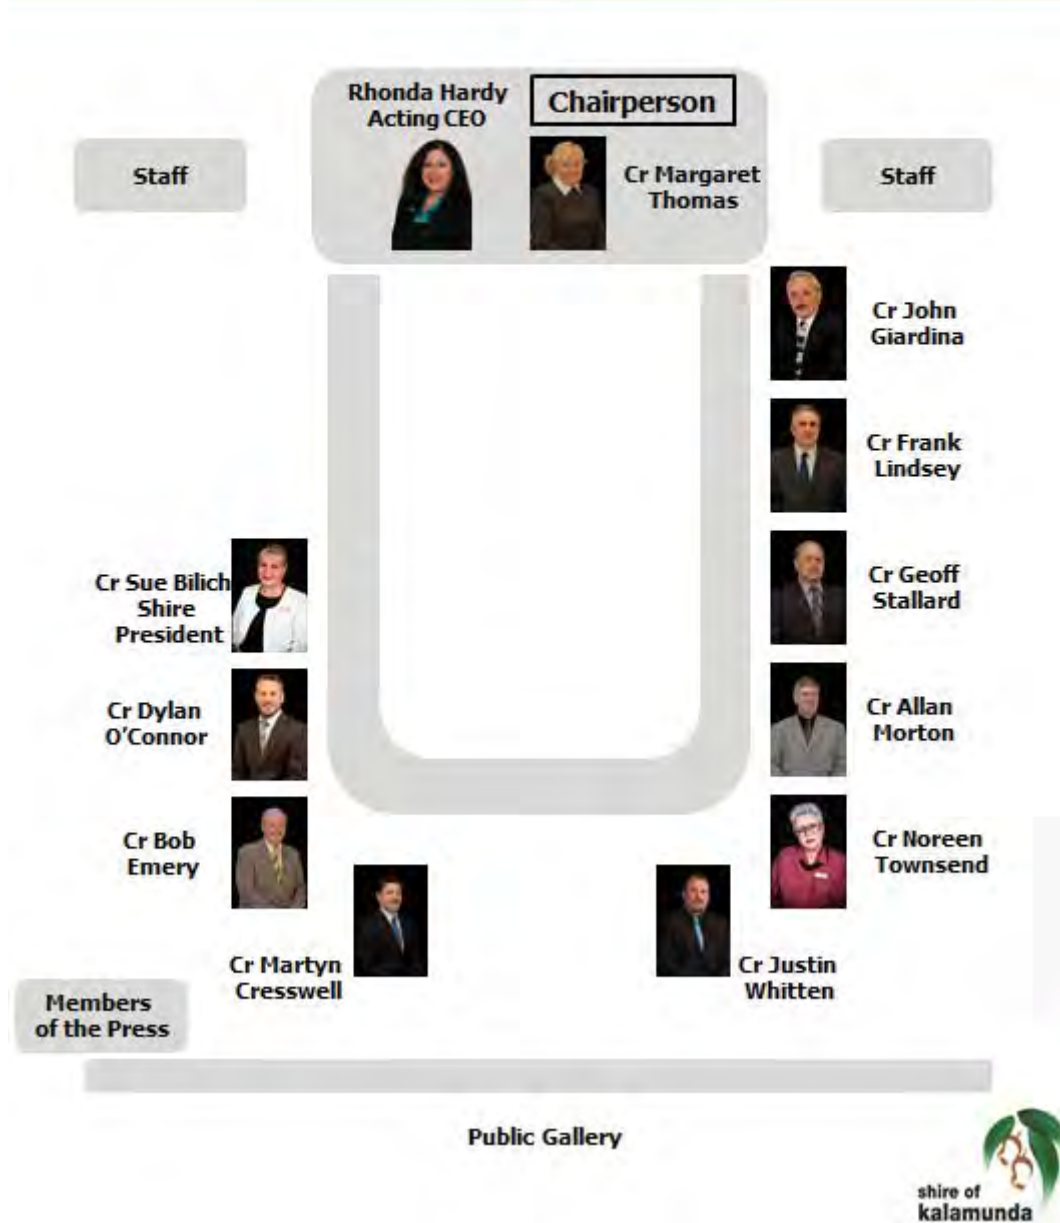 Rhonda Hardy
Acting CEO
Chairperson
Cr Margaret
Thomas
Staff
Staff
Cr John
Giardina
Cr Frank
Lindsey
Cr Geoff
Stallard
Cr Allan
Morton
Cr Noreen
Townsend
Cr Sue Bilich
Shire
President
Cr Dylan
O'Connor
Cr Bob
Emery
Cr Martyn
Cresswell
Cr Justin
Whitten
Members
of the Press
Public Gallery
shire of
kalamunda